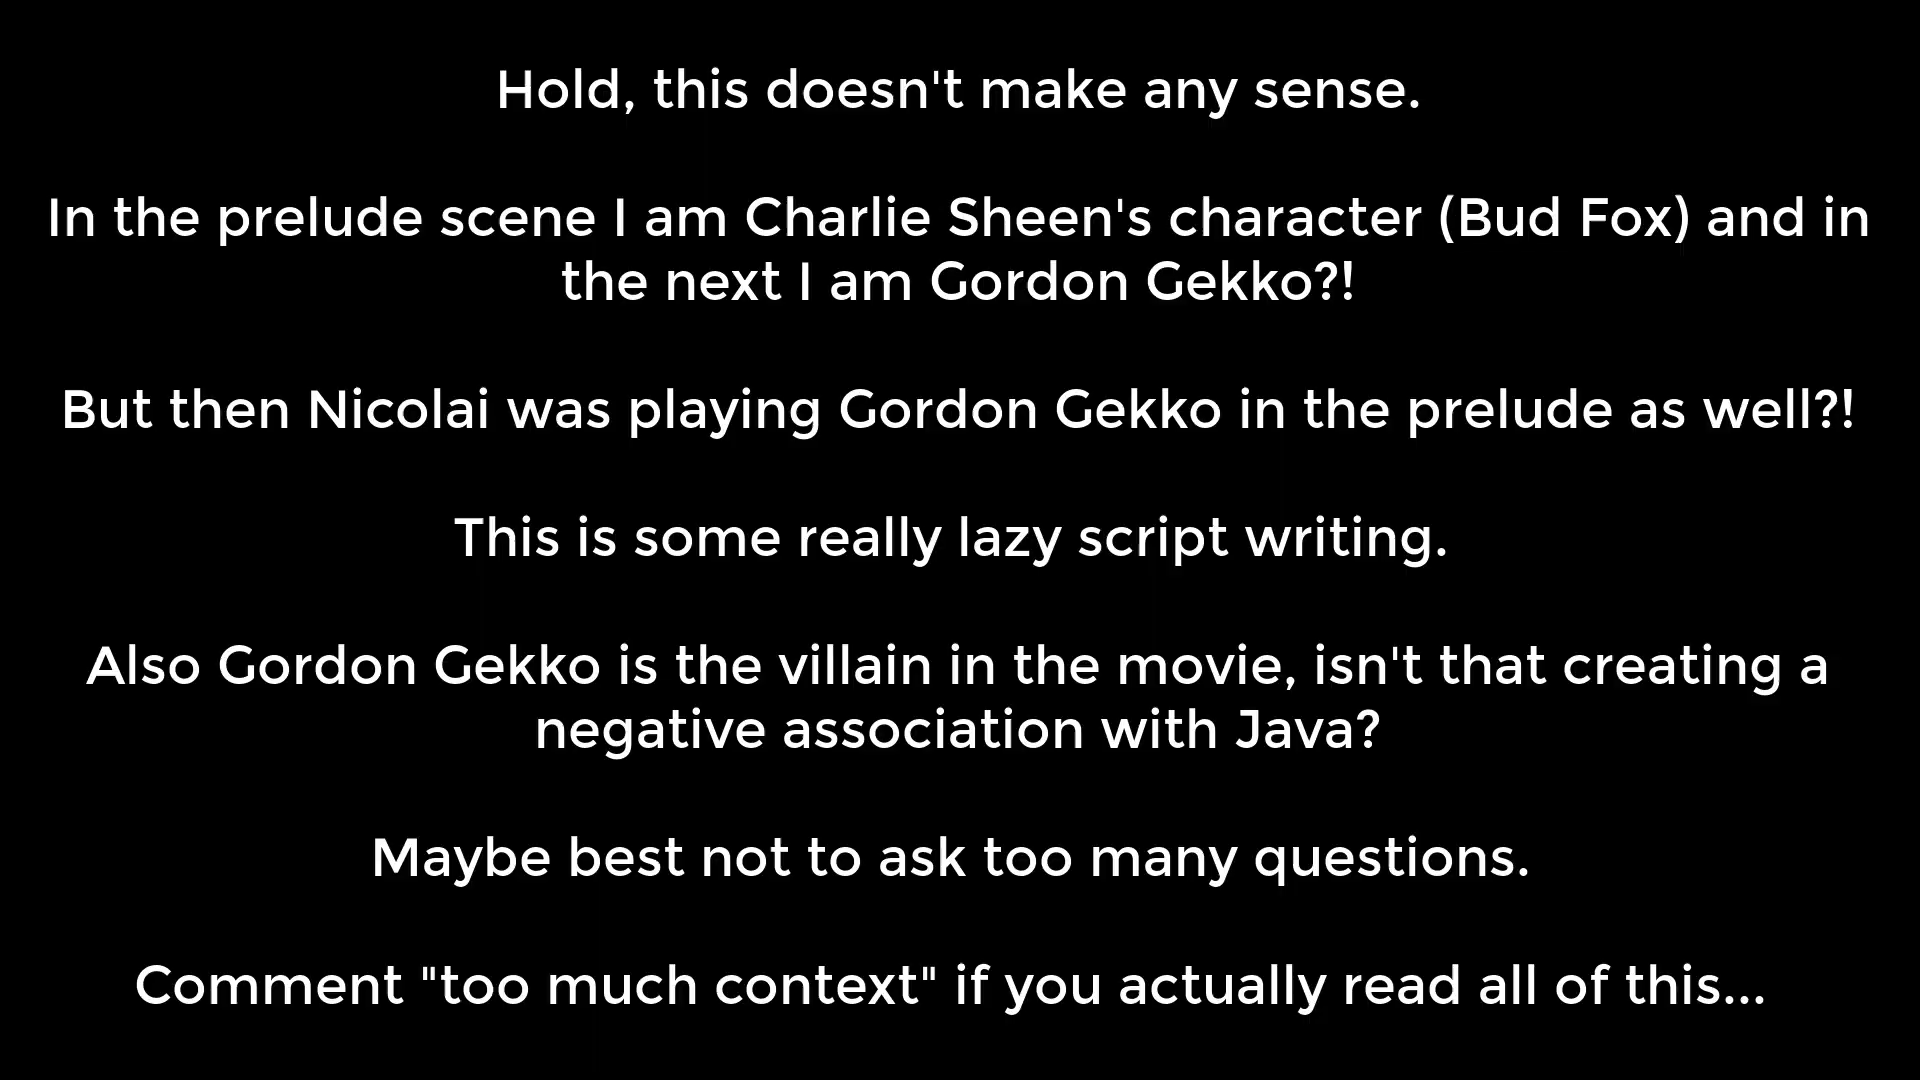 Hold, this doesn't make any sense.
In the prelude scene I am Charlie Sheen's character (Bud Fox) and in
the next I am Gordon Gekko?!
But then Nicolai was playing Gordon Gekko in the prelude as well?!
This is some really lazy script writing.
Also Gordon Gekko is the villain in the movie, isn't that creating a
negative association with Java?
Maybe best not to ask too many questions.
Comment "too much context" if you actually read all of this...